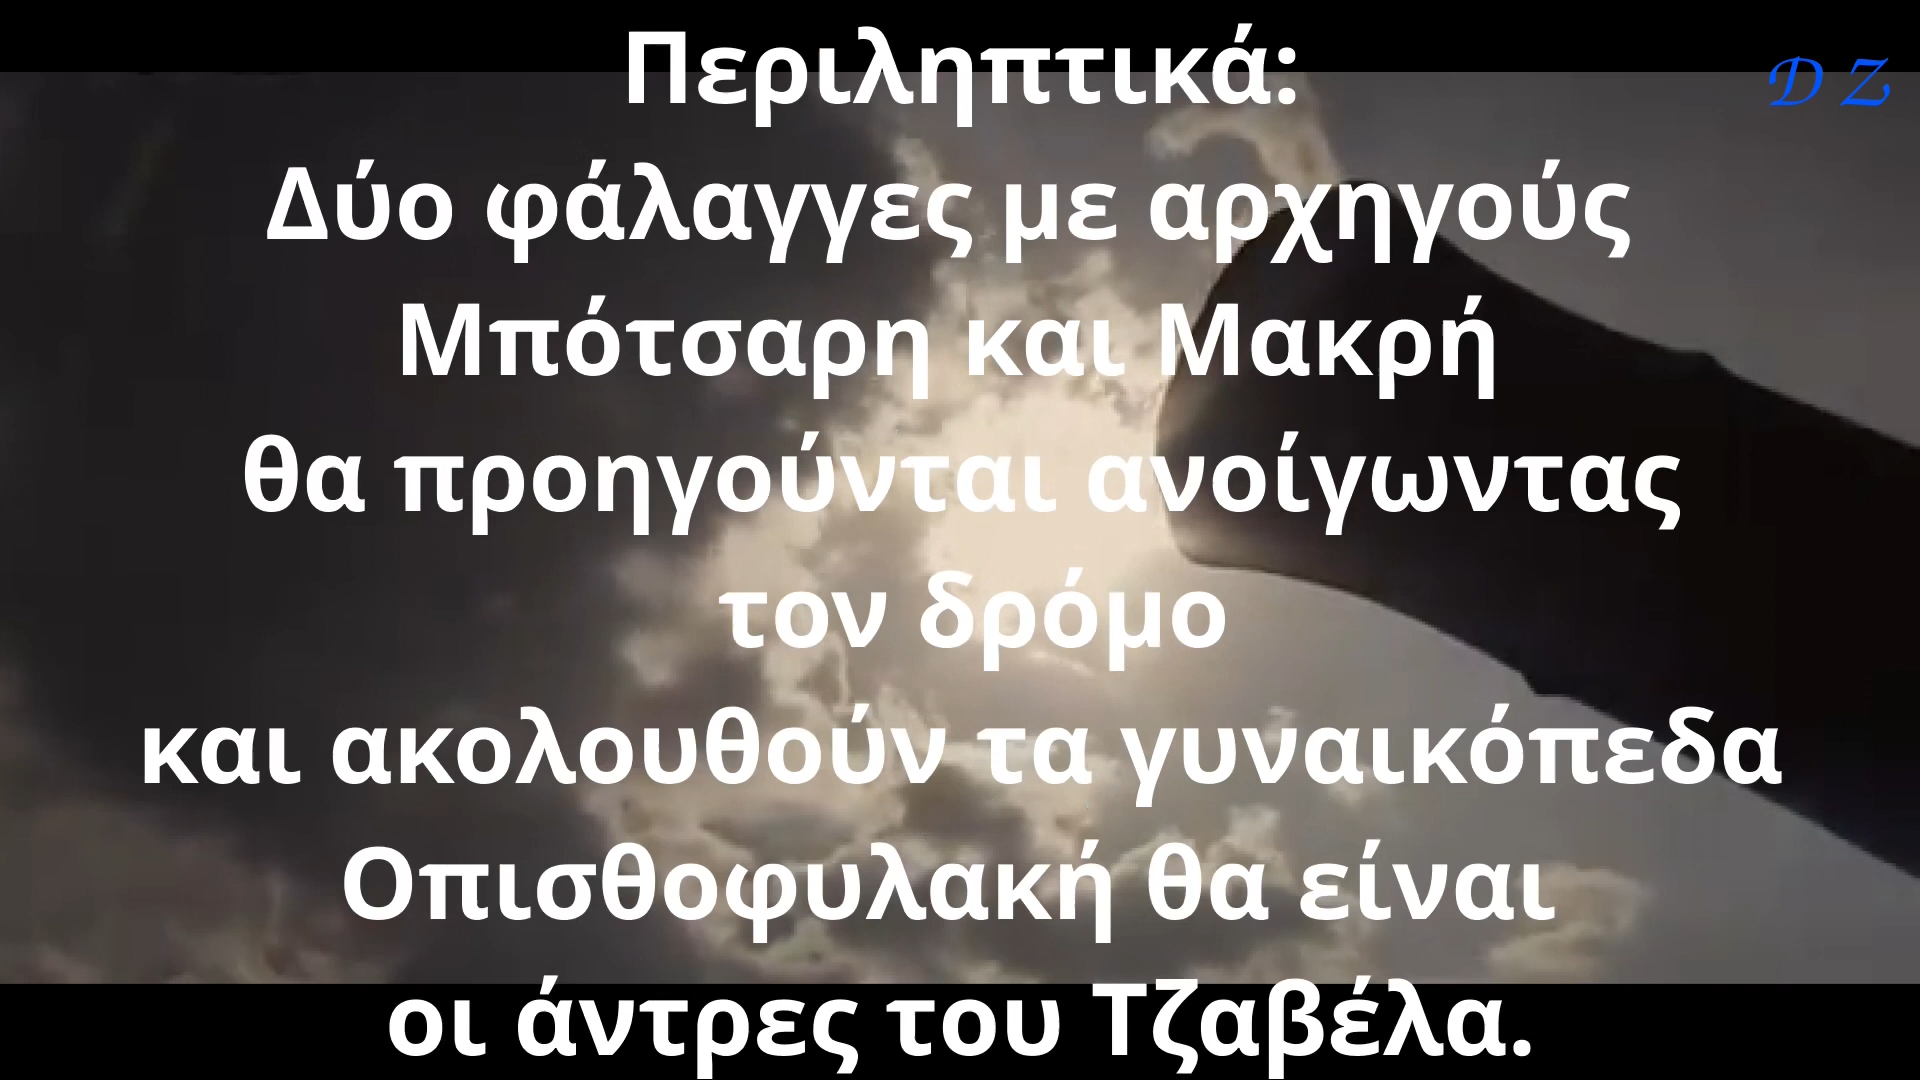 Περιληπτικά:
D Z
Δύο φάλαγγες με αρχηγούς
Μπότσαρη και Μακρή
θα προηγούνται ανοίγωντας
τον δρόμο
και ακολουθούν τα γυναικόπεδα
Οπισθοφυλακή θα είναι
οι άντρες του Τζαβέλα.